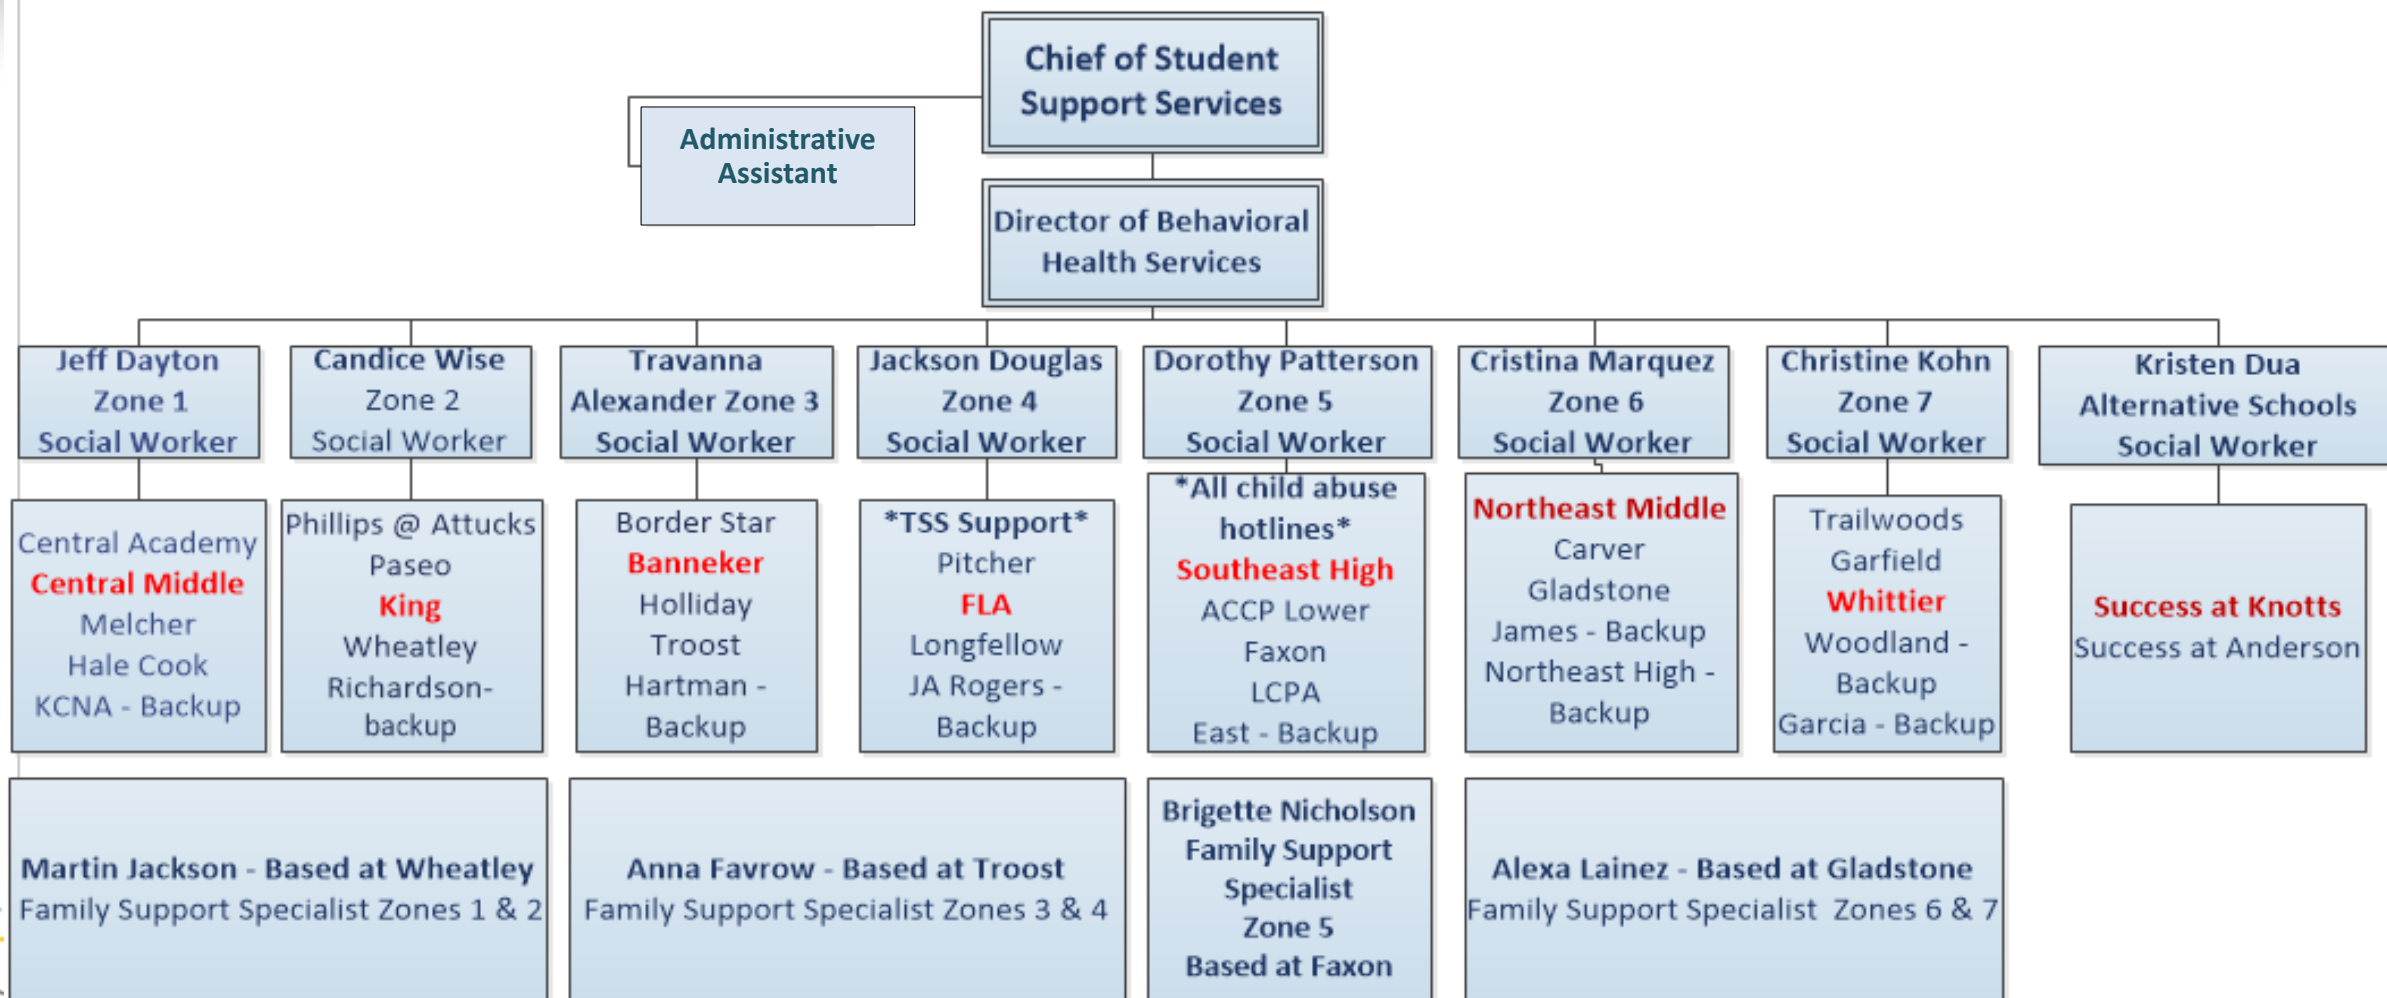 Chief of Student
Support Services
Administrative
Assistant
Director of Behavioral
Health Services
Jeff Dayton
Zone 1
Social Worker
Candice Wise
Zone 2
Social Worker
Travanna
Alexander Zone 3
Social Worker
Jackson Douglas
Zone 4
Social Worker
Dorothy Patterson
Zone 5
Social Worker
Cristina Marquez
Zone 6
Social Worker
Christine Kohn
Zone 7
Social Worker
Kristen Dua
Alternative Schools
Social Worker
Central Academy
Central Middle
Melcher
Hale Cook
KCNA - Backup
Phillips @ Attucks
Paseo
King
Wheatley
Richardson-
backup
Border Star
Banneker
Holliday
Troost
Hartman -
Backup
*TSS Support*
Pitcher
FLA
Longfellow
JA Rogers -
Backup
*All child abuse
hotlines*
Southeast High
ACCP Lower
Faxon
LCPA
East - Backup
Northeast Middle
Carver
Gladstone
James - Backup
Northeast High -
Backup
Trailwoods
Garfield
Whittier
Woodland -
Backup
Garcia - Backup
Success at Knotts
Success at Anderson
Martin Jackson - Based at Wheatley
Family Support Specialist Zones 1 & 2
Anna Favrow - Based at Troost
Family Support Specialist Zones 3 & 4
Brigette Nicholson
Family Support
Specialist
Zone 5
Based at Faxon
Alexa Lainez - Based at Gladstone
Family Support Specialist  Zones 6 & 7